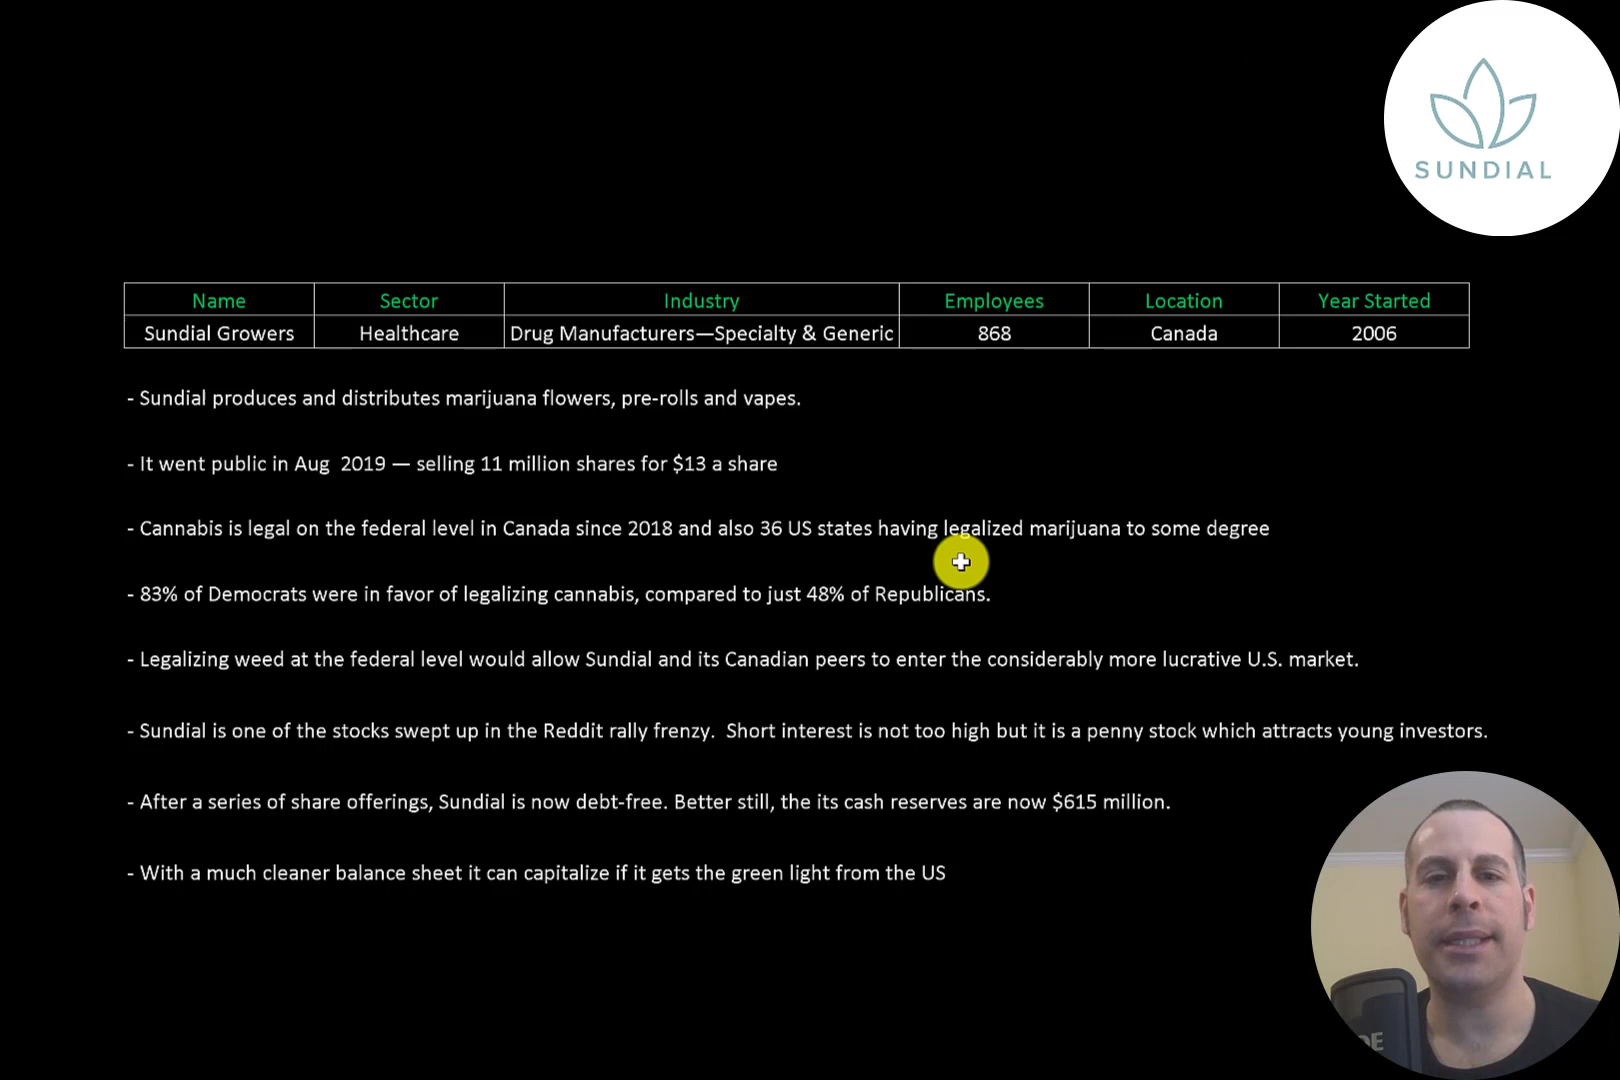 SUNDIAL
Name Sector Industry Employees Location Year Started
Sundial Growers Healthcare Drug Manufacturers—Specialty & Generic 868 Canada 2006
- Sundial produces and distributes marijuana flowers, pre-rolls and vapes.
- It went public in Aug  2019 — selling 11 million shares for $13 a share
- Cannabis is legal on the federal level in Canada since 2018 and also 36 US states having legalized marijuana to some degree
- 83% of Democrats were in favor of legalizing cannabis, compared to just 48% of Republicans.
- Legalizing weed at the federal level would allow Sundial and its Canadian peers to enter the considerably more lucrative U.S. market.
- Sundial is one of the stocks swept up in the Reddit rally frenzy.  Short interest is not too high but it is a penny stock which attracts young investors.
- After a series of share offerings, Sundial is now debt-free. Better still, the its cash reserves are now $615 million.
- With a much cleaner balance sheet it can capitalize if it gets the green light from the US